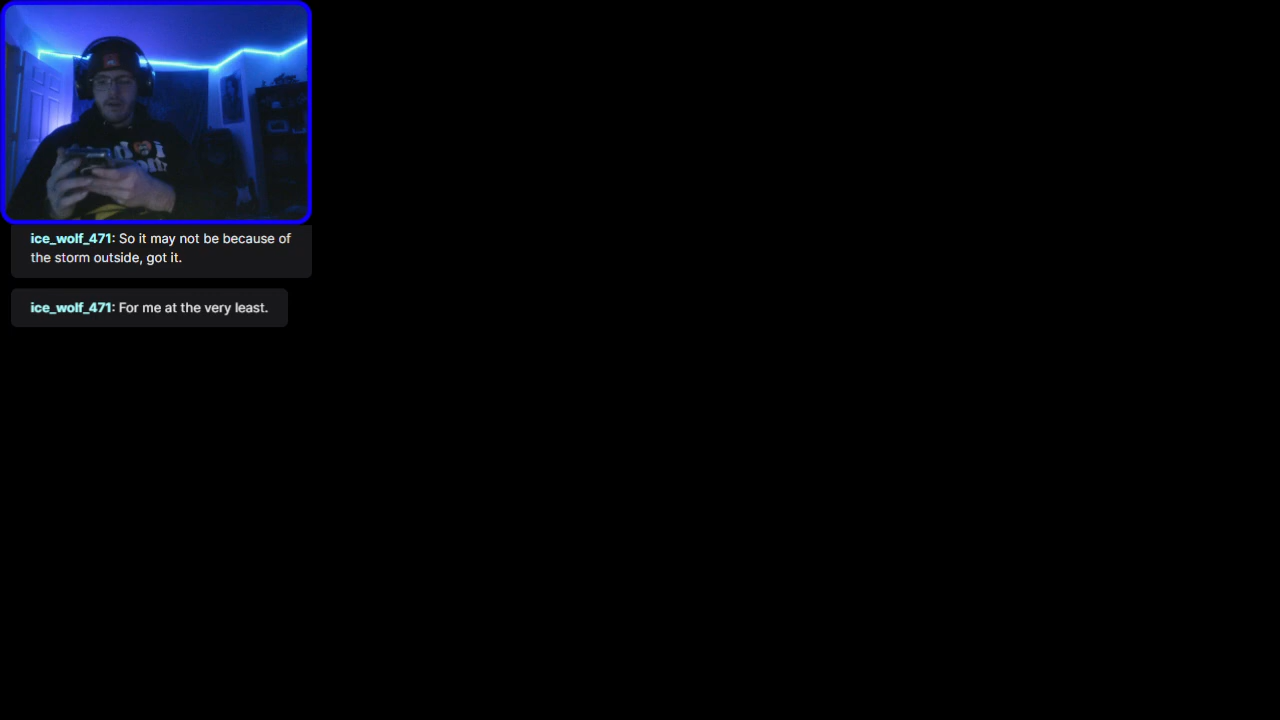 ice_wolf_471: So it may not be because of
the storm outside, got it.
ice_wolf_471: For me at the very least.